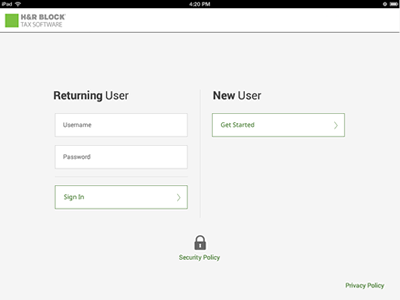 iPad
4:20 PM
H&R BLOCK®
TAX SOFTWARE
Returning User
Username
Password
Sign In
New User
Get Started
Security Policy
Privacy Policy